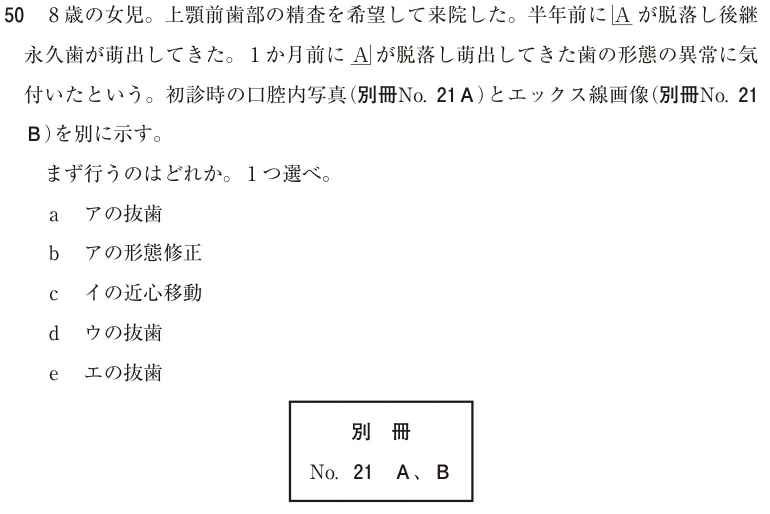 50 8歳の女児。上顎前歯部の精査を希望して来院した。半年前に|A が脱落し後継
永久歯が萌出してきた。1か月前に A|が脱落し萌出してきた歯の形態の異常に気
付いたという。初診時の口腔内写真(別冊No. 21 A)とエックス線画像(別冊No. 21
B)を別に示す。
まず行うのはどれか。1つ選べ。
a アの抜歯
b アの形態修正
c イの近心移動
d ウの抜歯
e エの抜歯
別 冊
No. 21 A、B